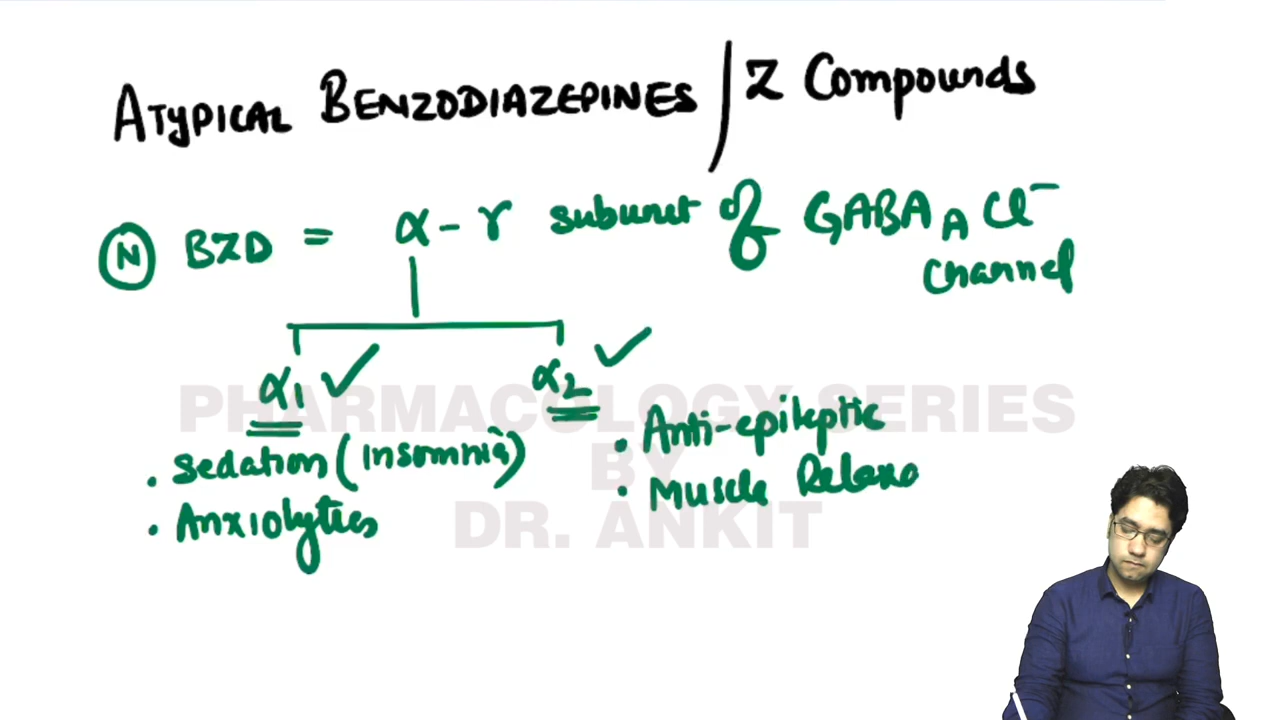 ATYPICAL BENZODIAZEPINES / Z Compounds
N BZD = α - γ subunit of GABA A Cl⁻
Channel
α1 ✓ α2 ✓
• Sedation (Insomnia)
• Anxiolytics
• Anti-epileptic
• Muscle Relaxa
PHARMACOLOGY SERIES
BY
DR. ANKIT